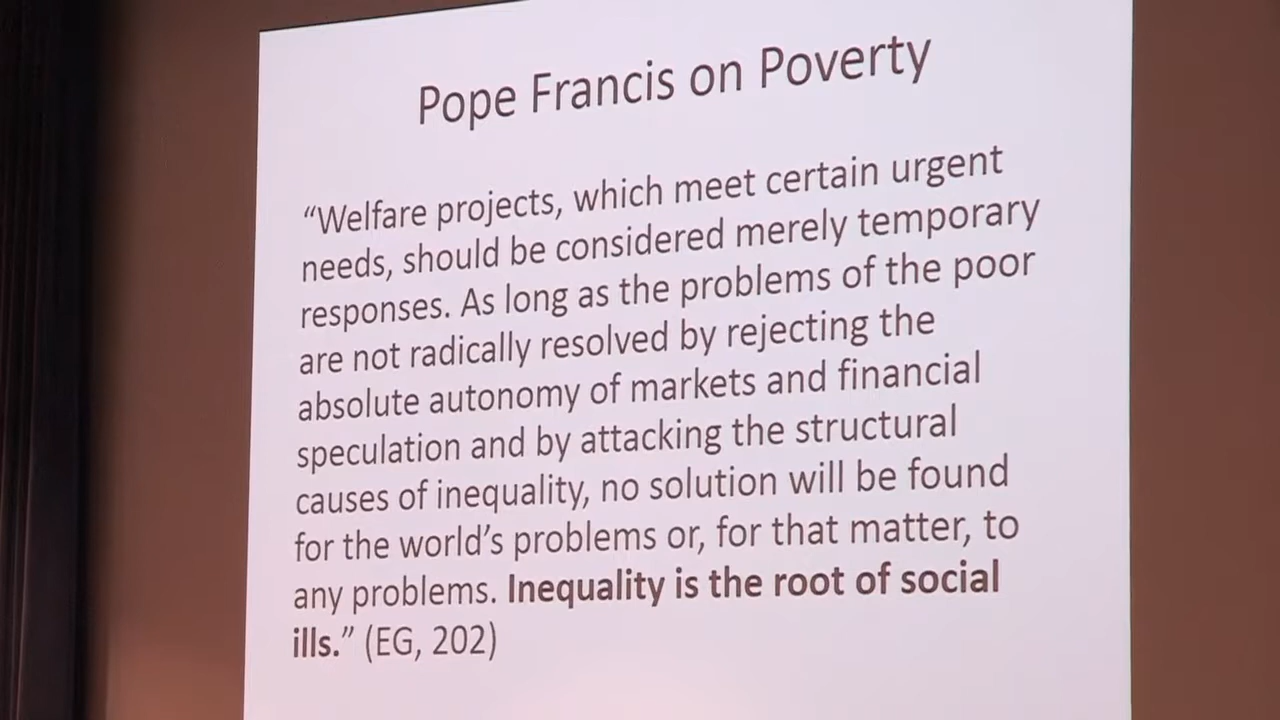 Pope Francis on Poverty
“Welfare projects, which meet certain urgent
needs, should be considered merely temporary
responses. As long as the problems of the poor
are not radically resolved by rejecting the
absolute autonomy of markets and financial
speculation and by attacking the structural
causes of inequality, no solution will be found
for the world’s problems or, for that matter, to
any problems. Inequality is the root of social
ills.” (EG, 202)